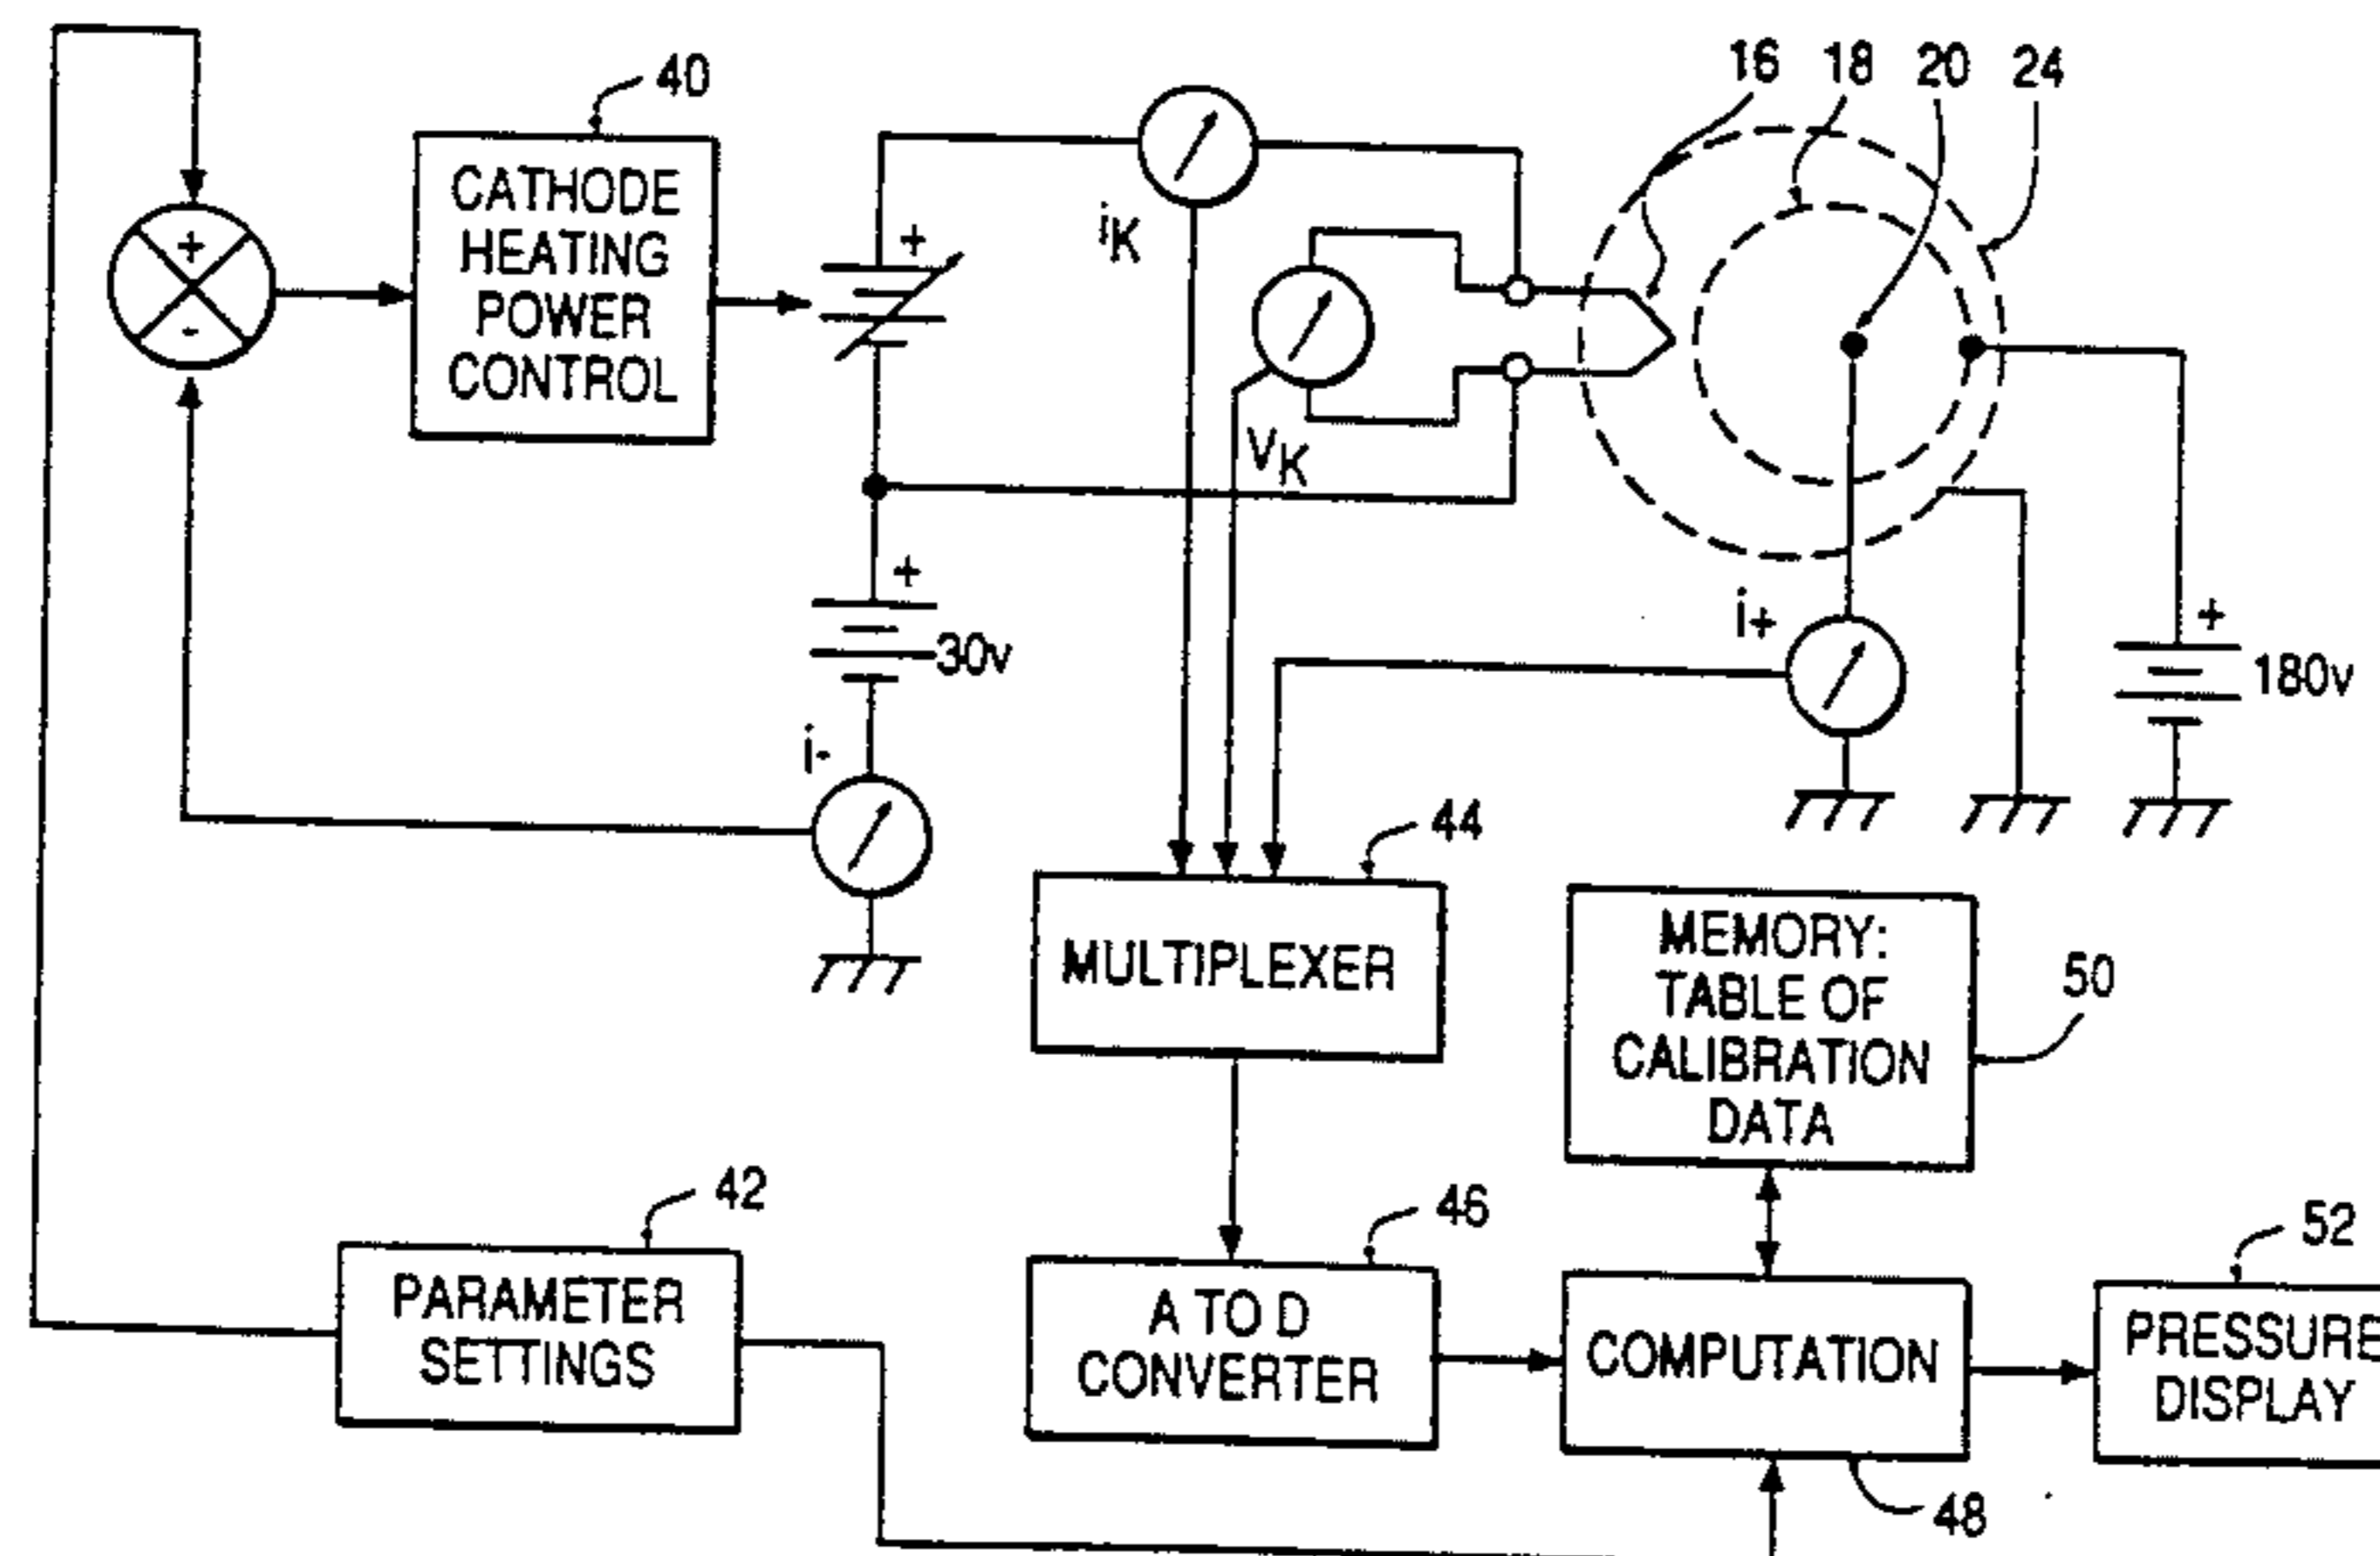 40
16 18 20 24
CATHODE
HEATING
POWER
CONTROL
+
-
+
iK
VK
+
30v
i-
i+
+
180v
44
MULTIPLEXER
MEMORY:
TABLE OF
CALIBRATION
DATA
50
42
PARAMETER
SETTINGS
46
A TO D
CONVERTER
COMPUTATION
48
52
PRESSURE
DISPLAY